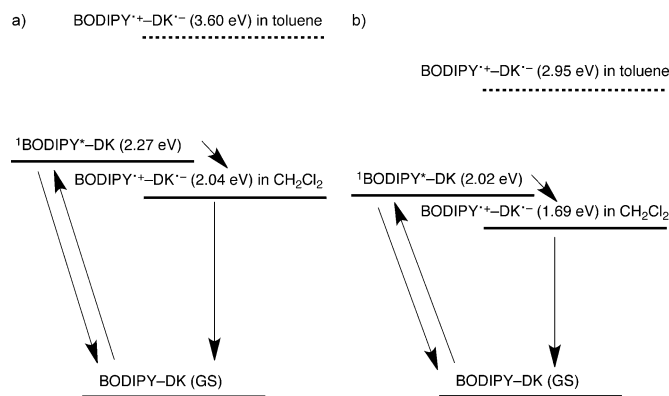 a)
BODIPY·+–DK·− (3.60 eV) in toluene
¹BODIPY*–DK (2.27 eV)
BODIPY·+–DK·− (2.04 eV) in CH₂Cl₂
BODIPY–DK (GS)
b)
BODIPY·+–DK·− (2.95 eV) in toluene
¹BODIPY*–DK (2.02 eV)
BODIPY·+–DK·− (1.69 eV) in CH₂Cl₂
BODIPY–DK (GS)